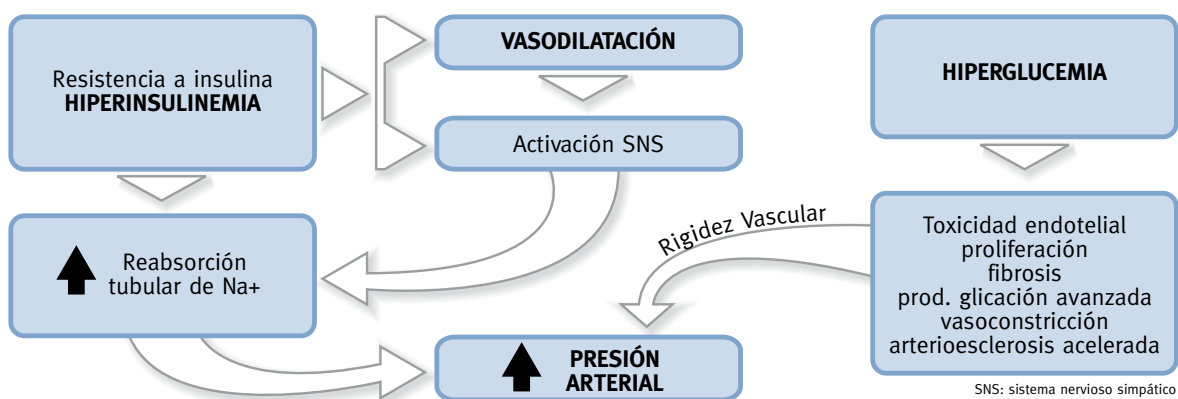 Resistencia a insulina
HIPERINSULINEMIA
VASODILATACIÓN
Activación SNS
HIPERGLUCEMIA
Reabsorción
tubular de Na+
Rigidez Vascular
Toxicidad endotelial
proliferación
fibrosis
prod. glicación avanzada
vasoconstricción
arterioesclerosis acelerada
PRESIÓN
ARTERIAL
SNS: sistema nervioso simpático